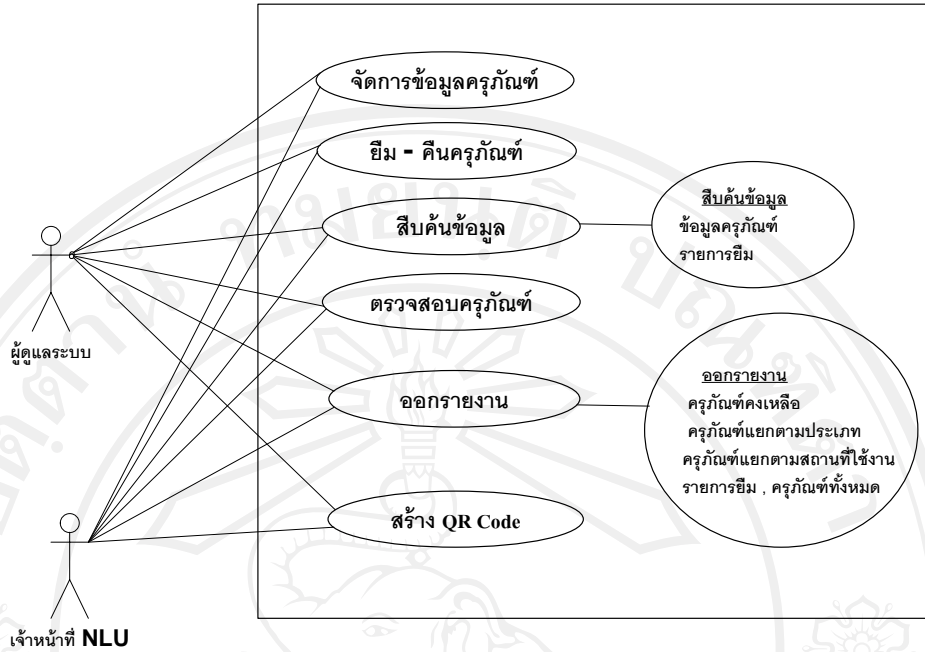 จัดการข้อมูลครุภัณฑ์
ยืม - คืนครุภัณฑ์
สืบค้นข้อมูล
สืบค้นข้อมูล
ข้อมูลครุภัณฑ์
รายการยืม
ตรวจสอบครุภัณฑ์
ผู้ดูแลระบบ
ออกรายงาน
ออกรายงาน
ครุภัณฑ์คงเหลือ
ครุภัณฑ์แยกตามประเภท
ครุภัณฑ์แยกตามสถานที่ใช้งาน
รายการยืม , ครุภัณฑ์ทั้งหมด
สร้าง QR Code
เจ้าหน้าที่ NLU